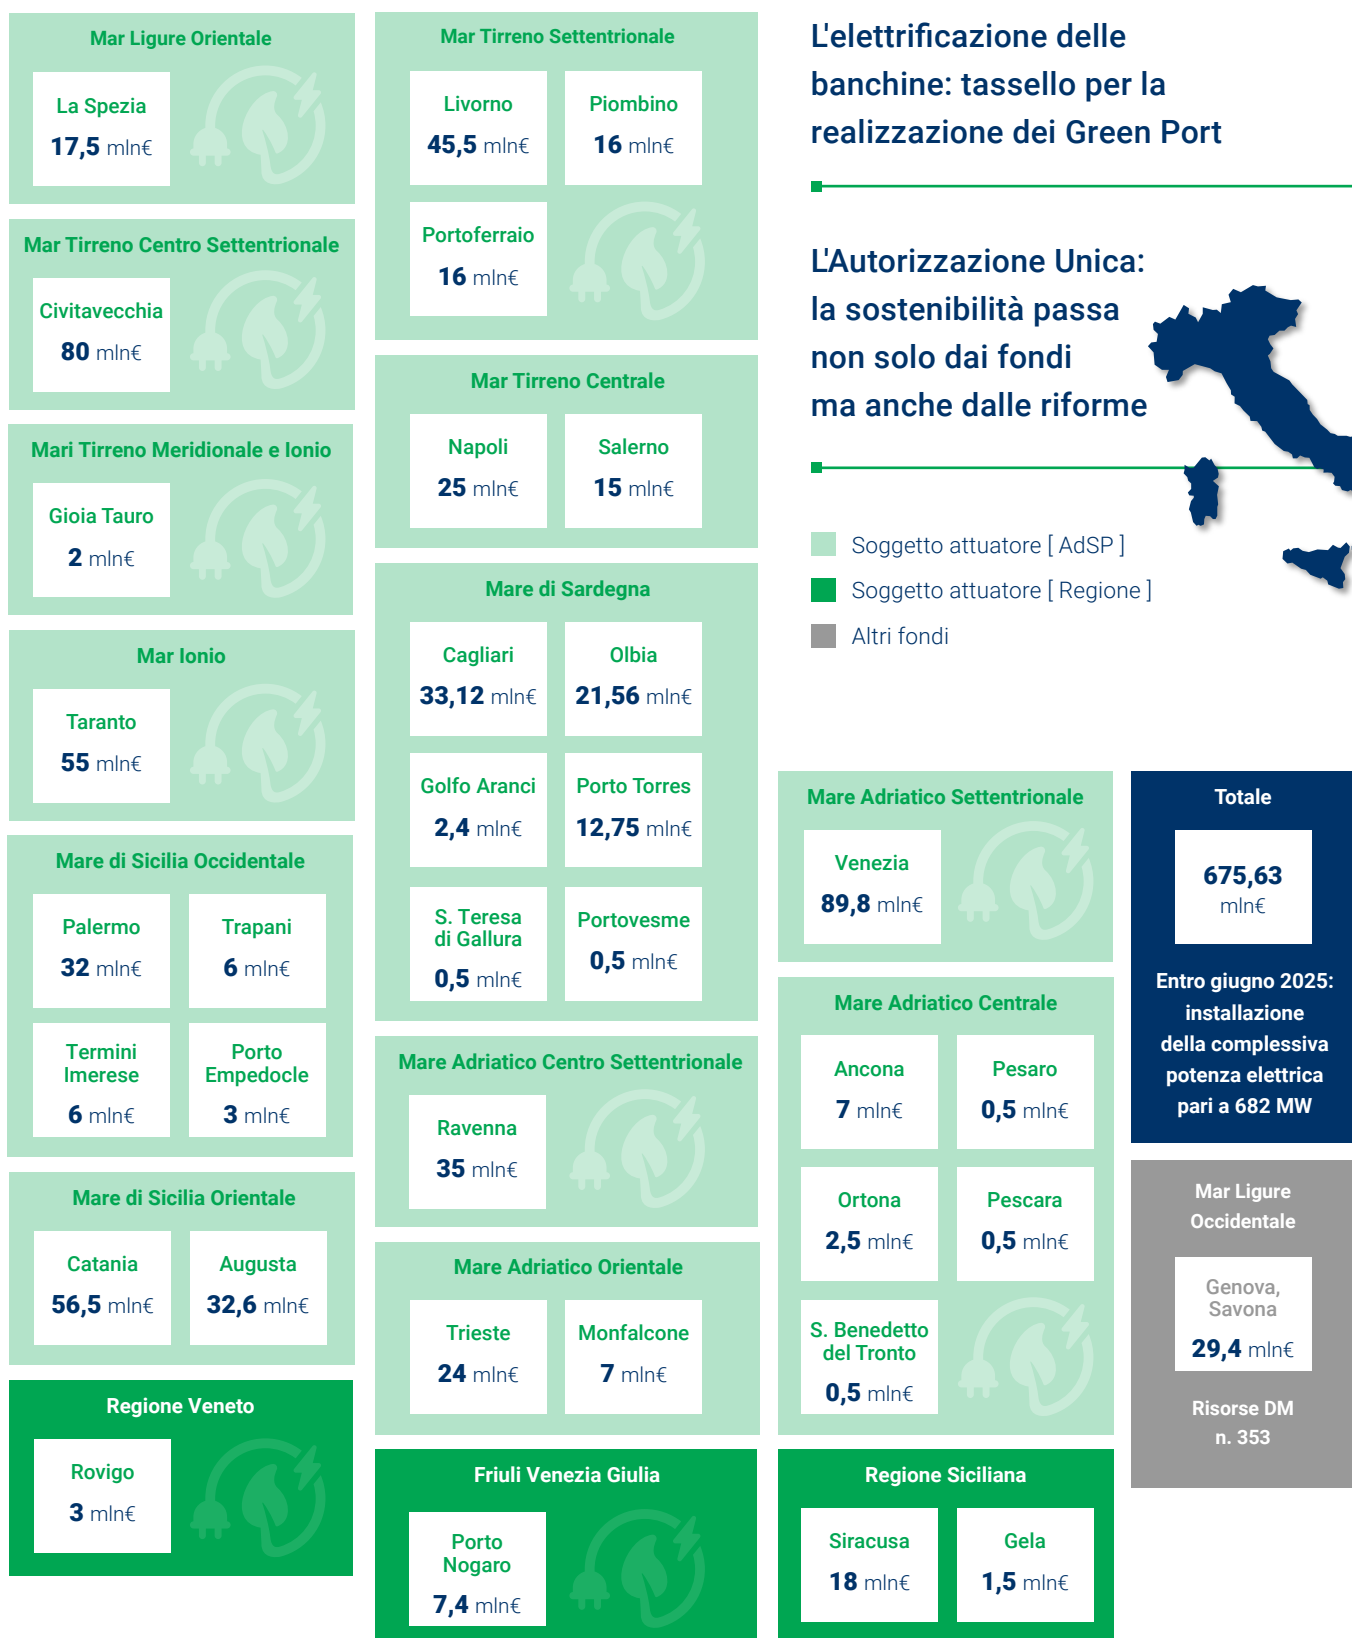 Mar Ligure Orientale
La Spezia
17,5 mln€
Mar Tirreno Centro Settentrionale
Civitavecchia
80 mln€
Mari Tirreno Meridionale e Ionio
Gioia Tauro
2 mln€
Mar Ionio
Taranto
55 mln€
Mare di Sicilia Occidentale
Palermo
32 mln€
Trapani
6 mln€
Termini
Imerese
6 mln€
Porto
Empedocle
3 mln€
Mare di Sicilia Orientale
Catania
56,5 mln€
Augusta
32,6 mln€
Regione Veneto
Rovigo
3 mln€
Mar Tirreno Settentrionale
Livorno
45,5 mln€
Piombino
16 mln€
Portoferraio
16 mln€
Mar Tirreno Centrale
Napoli
25 mln€
Salerno
15 mln€
Mare di Sardegna
Cagliari
33,12 mln€
Olbia
21,56 mln€
Golfo Aranci
2,4 mln€
Porto Torres
12,75 mln€
S. Teresa
di Gallura
0,5 mln€
Portovesme
0,5 mln€
Mare Adriatico Centro Settentrionale
Ravenna
35 mln€
Mare Adriatico Orientale
Trieste
24 mln€
Monfalcone
7 mln€
Friuli Venezia Giulia
Porto
Nogaro
7,4 mln€
L'elettrificazione delle
banchine: tassello per la
realizzazione dei Green Port
L'Autorizzazione Unica:
la sostenibilità passa
non solo dai fondi
ma anche dalle riforme
Soggetto attuatore [ AdSP ]
Soggetto attuatore [ Regione ]
Altri fondi
Mare Adriatico Settentrionale
Venezia
89,8 mln€
Mare Adriatico Centrale
Ancona
7 mln€
Pesaro
0,5 mln€
Ortona
2,5 mln€
Pescara
0,5 mln€
S. Benedetto
del Tronto
0,5 mln€
Regione Siciliana
Siracusa
18 mln€
Gela
1,5 mln€
Totale
675,63
mln€
Entro giugno 2025:
installazione
della complessiva
potenza elettrica
pari a 682 MW
Mar Ligure
Occidentale
Genova,
Savona
29,4 mln€
Risorse DM
n. 353